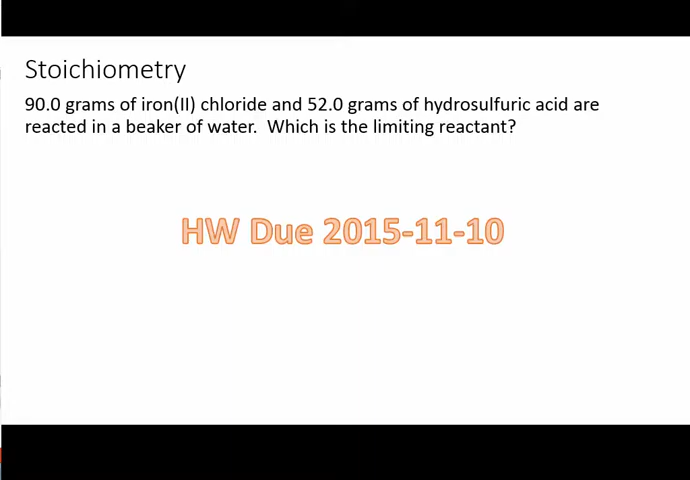 Stoichiometry
90.0 grams of iron(II) chloride and 52.0 grams of hydrosulfuric acid are
reacted in a beaker of water.  Which is the limiting reactant?
HW Due 2015-11-10